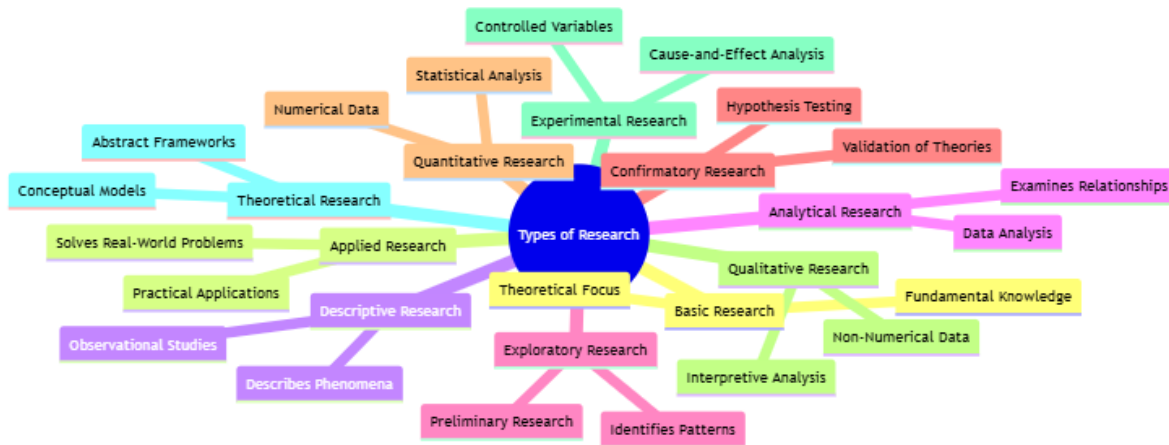 Controlled Variables
Cause-and-Effect Analysis
Statistical Analysis
Numerical Data
Hypothesis Testing
Experimental Research
Abstract Frameworks
Quantitative Research
Validation of Theories
Confirmatory Research
Conceptual Models
Theoretical Research
Examines Relationships
Analytical Research
Types of Research
Data Analysis
Solves Real-World Problems
Applied Research
Qualitative Research
Practical Applications
Theoretical Focus
Fundamental Knowledge
Descriptive Research
Basic Research
Observational Studies
Non-Numerical Data
Exploratory Research
Describes Phenomena
Interpretive Analysis
Preliminary Research
Identifies Patterns